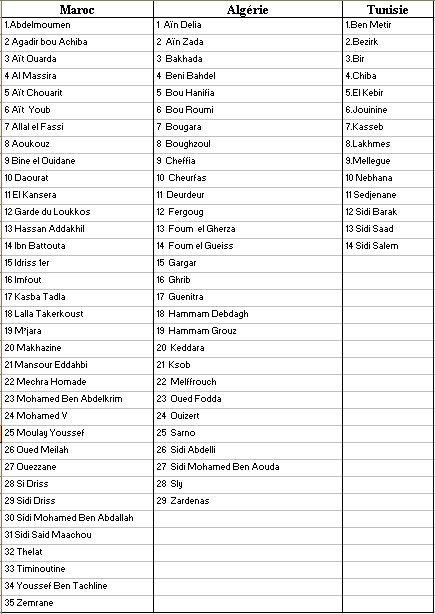 Maroc Algérie Tunisie
1.Abdelmoumen 1 Aïn Delia 1.Ben Metir
2 Agadir bou Achiba 2 Aïn Zada 2.Bezirk
3 Aït Ouarda 3 Bakhada 3.Bir
4 Al Massira 4 Beni Bahdel 4.Chiba
5 Aït Chouarit 5 Bou Hanifia 5.El Kebir
6 Aït Youb 6 Bou Roumi 6.Jouinine
7 Allal el Fassi 7 Bougara 7.Kasseb
8 Aoukouz 8 Boughzoul 8.Lakhmes
9 Bine el Ouidane 9 Cheffia 9.Mellegue
10 Daourat 10 Cheurfas 10 Nebhana
11 El Kansera 11 Deurdeur 11 Sedjenane
12 Garde du Loukkos 12 Fergoug 12 Sidi Barak
13 Hassan Addakhil 13 Foum el Gherza 13 Sidi Saad
14 Ibn Battouta 14 Foum el Gueiss 14 Sidi Salem
15 Idriss 1er 15 Gargar
16 Imfout 16 Ghrib
17 Kasba Tadla 17 Guenitra
18 Lalla Takerkoust 18 Hammam Debdagh
19 M'jara 19 Hammam Grouz
20 Makhazine 20 Keddara
21 Mansour Eddahbi 21 Ksob
22 Mechra Homade 22 Melffrouch
23 Mohamed Ben Abdelkrim 23 Oued Fodda
24 Mohamed V 24 Ouizert
25 Moulay Youssef 25 Sarno
26 Oued Meilah 26 Sidi Abdelli
27 Ouezzane 27 Sidi Mohamed Ben Aouda
28 Si Driss 28 Sly
29 Sidi Driss 29 Zardenas
30 Sidi Mohamed Ben Abdallah
31 Sidi Said Maachou
32 Thelat
33 Timinoutine
34 Youssef Ben Tachline
35 Zemrane